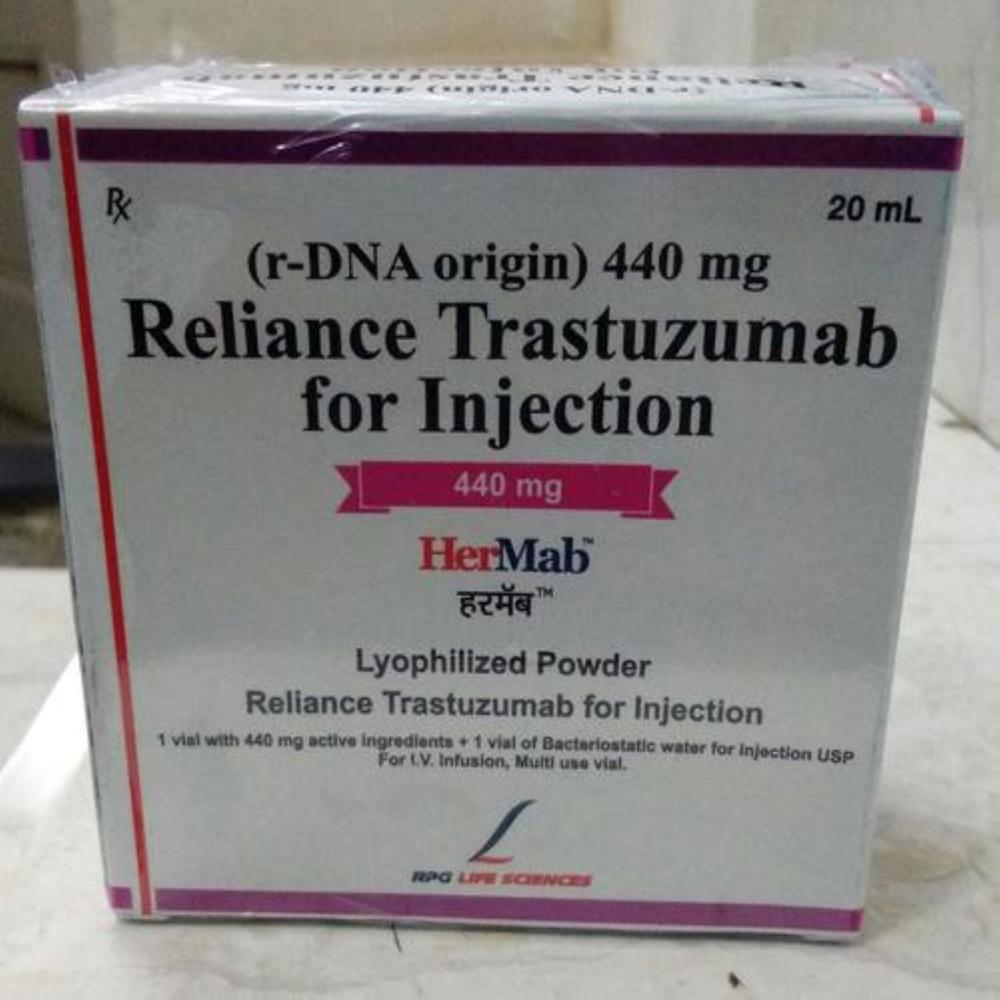 Rx
20 mL
(r-DNA origin) 440 mg
Reliance Trastuzumab
for Injection
440 mg
HerMab™
हरमॅब™
Lyophilized Powder
Reliance Trastuzumab for Injection
1 vial with 440 mg active ingredients + 1 vial of Bacteriostatic water for Injection USP
For I.V. Infusion, Multi use vial.
RPG LIFE SCIENCES